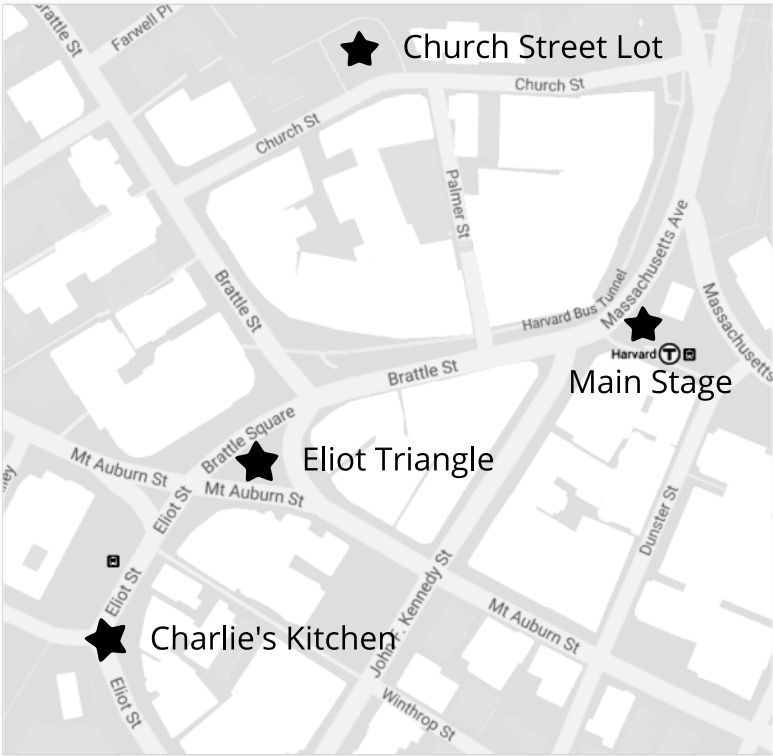 Brattle St
Farwell Pl
Church Street Lot
Church St
Church St
Palmer St
Massachusetts Ave
Harvard Bus Tunnel
Brattle St
Massachusetts
Harvard T
Main Stage
Brattle St
Brattle Square
Eliot Triangle
Mt Auburn St
Mt Auburn St
Eliot St
Dunster St
Eliot St
John F. Kennedy St
Mt Auburn St
Charlie's Kitchen
Eliot St
Winthrop St